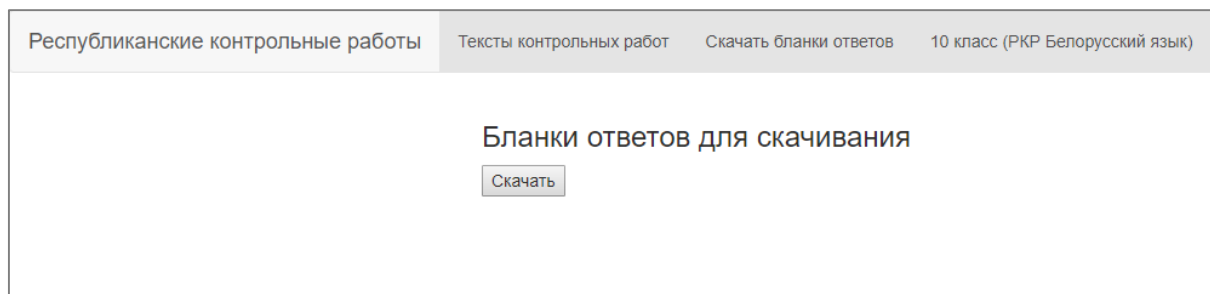 Республиканские контрольные работы Тексты контрольных работ Скачать бланки ответов 10 класс (РКР Белорусский язык)
Бланки ответов для скачивания
Скачать